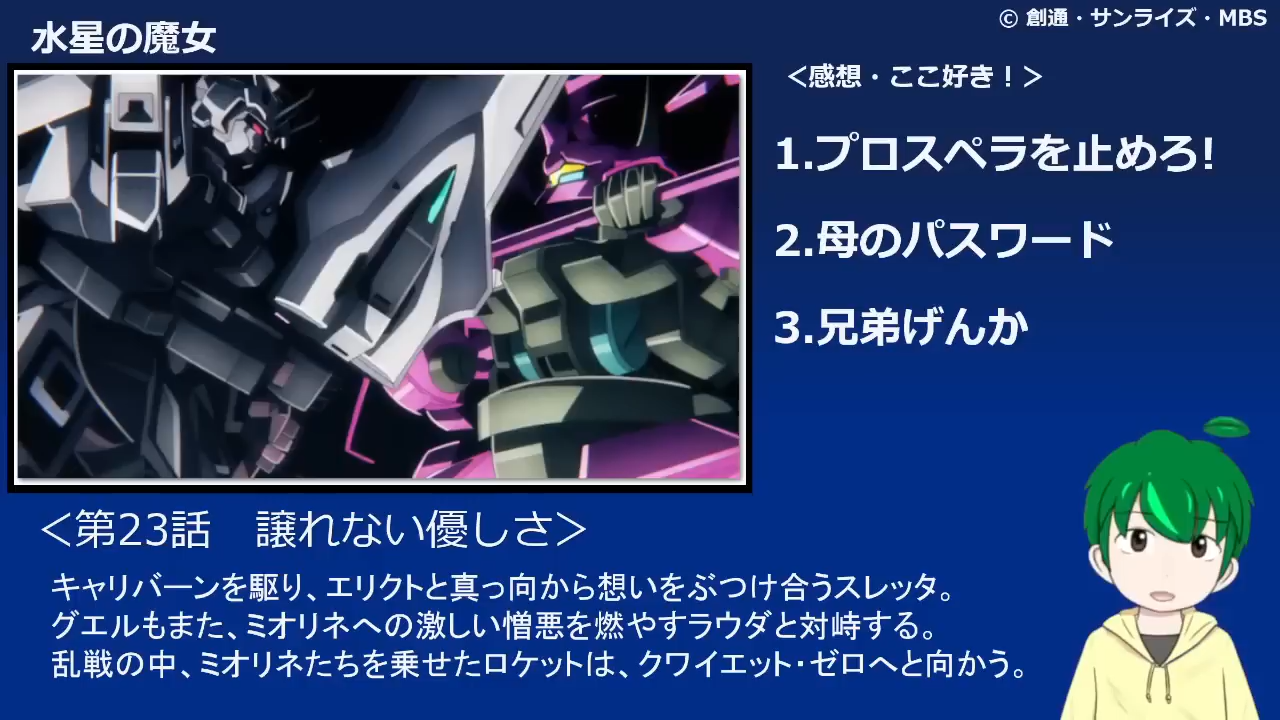 水星の魔女
© 創通・サンライズ・MBS
＜感想・ここ好き！＞
1.プロスペラを止めろ!
2.母のパスワード
3.兄弟げんか
＜第23話　譲れない優しさ＞
キャリバーンを駆り、エリクトと真っ向から想いをぶつけ合うスレッタ。
グエルもまた、ミオリネへの激しい憎悪を燃やすラウダと対峙する。
乱戦の中、ミオリネたちを乗せたロケットは、クワイエット・ゼロへと向かう。